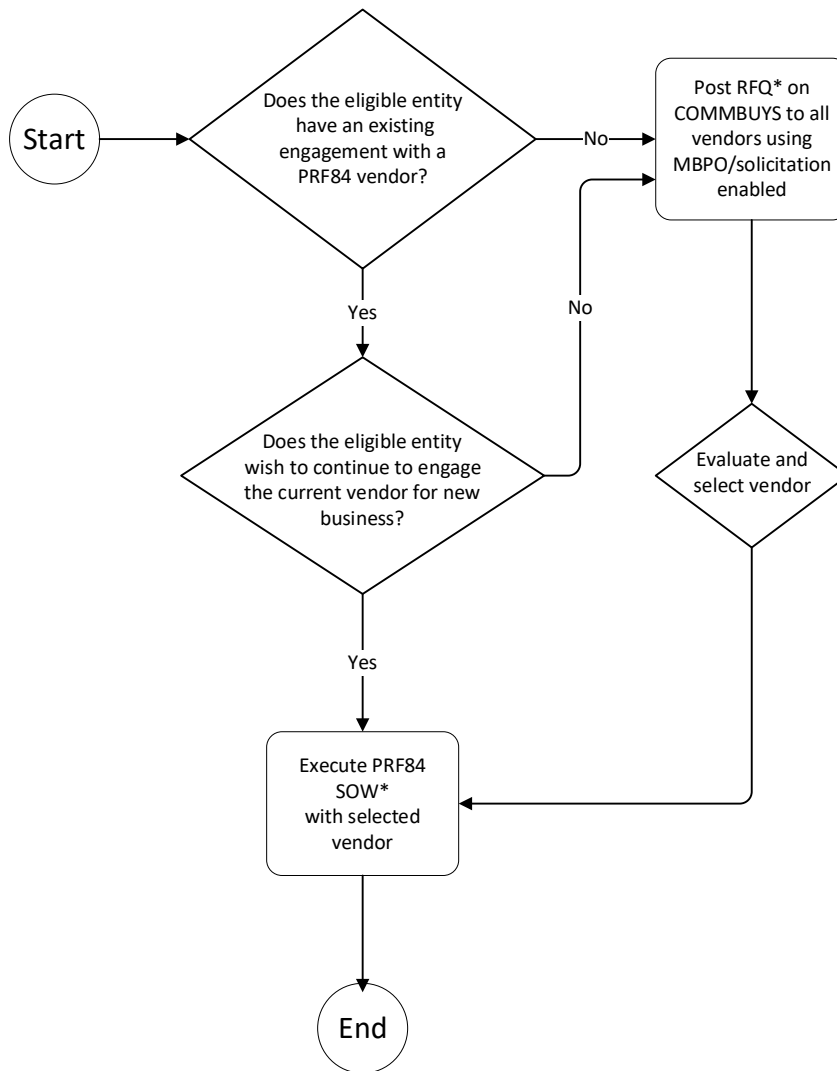 Start
Does the eligible entity
have an existing
engagement with a
PRF84 vendor?
No
Post RFQ* on
COMMBUYS to all
vendors using
MBPO/solicitation
enabled
Yes
No
Does the eligible entity
wish to continue to engage
the current vendor for new
business?
Evaluate and
select vendor
Yes
Execute PRF84
SOW*
with selected
vendor
End